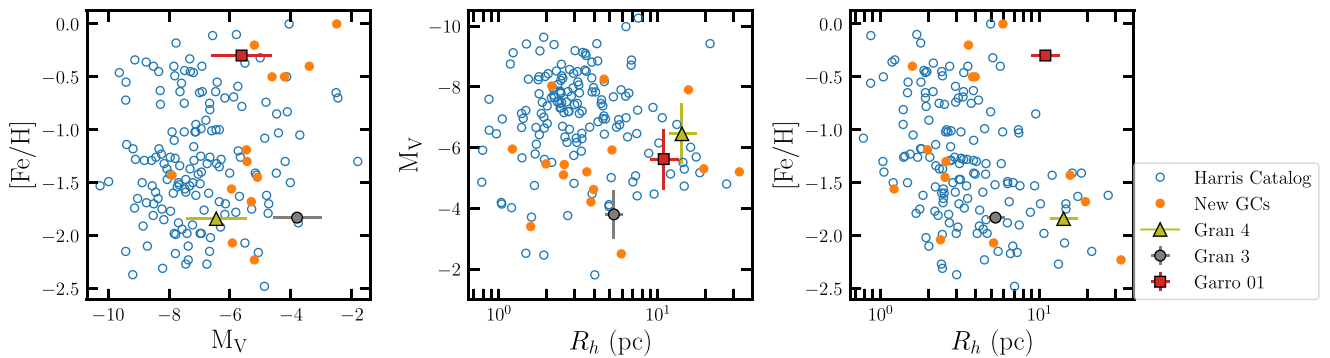 0.0
−0.5
−1.0
−1.5
−2.0
−2.5
[Fe/H]
−10
−8
−6
−4
−2
M_V
−10
−8
−6
−4
−2
M_V
10^0
10^1
R_h (pc)
0.0
−0.5
−1.0
−1.5
−2.0
−2.5
[Fe/H]
10^0
10^1
R_h (pc)
Harris Catalog
New GCs
Gran 4
Gran 3
Garro 01